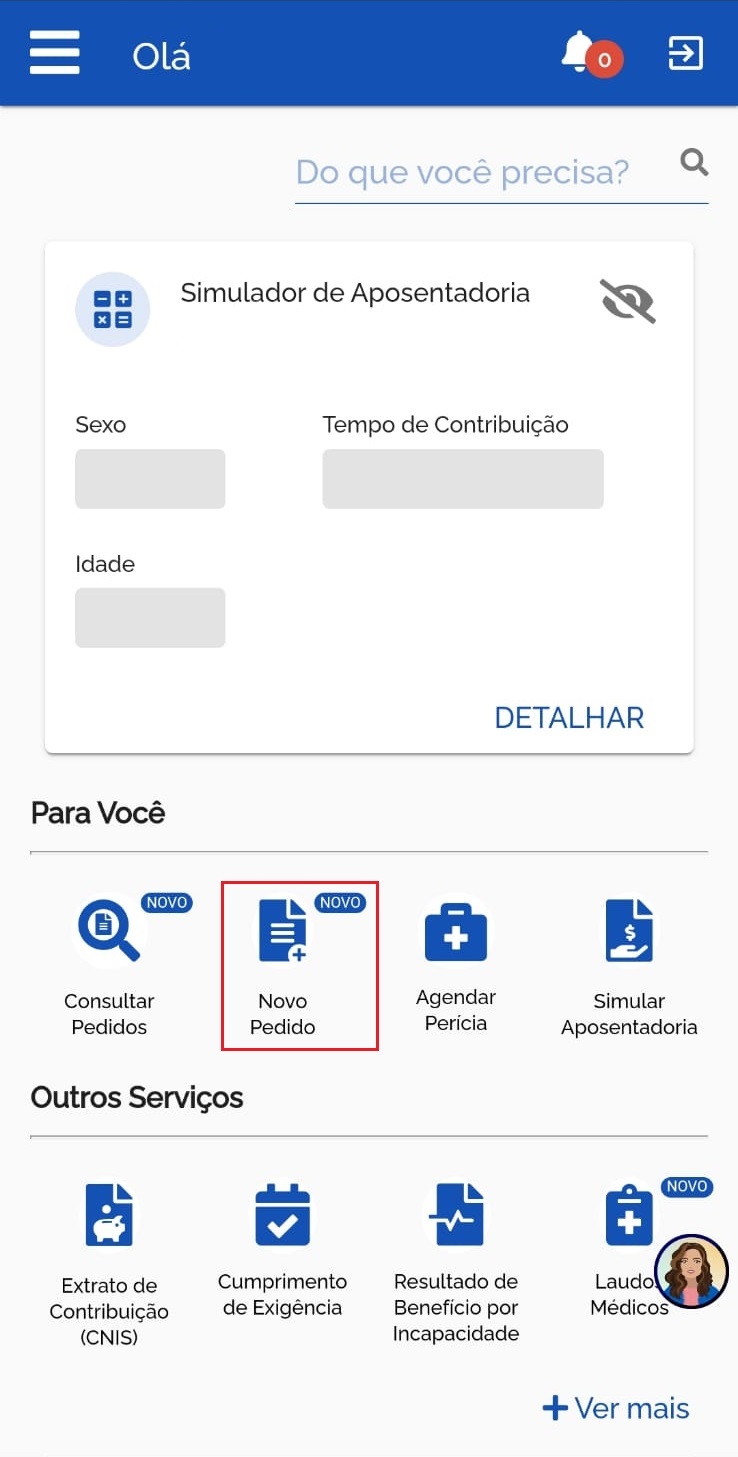 Olá
0
Do que você precisa?
Simulador de Aposentadoria
Sexo
Tempo de Contribuição
Idade
DETALHAR
Para Você
NOVO
NOVO
Consultar
Pedidos
Novo
Pedido
Agendar
Perícia
$
Simular
Aposentadoria
Outros Serviços
NOVO
Extrato de
Contribuição
(CNIS)
Cumprimento
de Exigência
Resultado de
Benefício por
Incapacidade
Laudo
Médicos
+ Ver mais